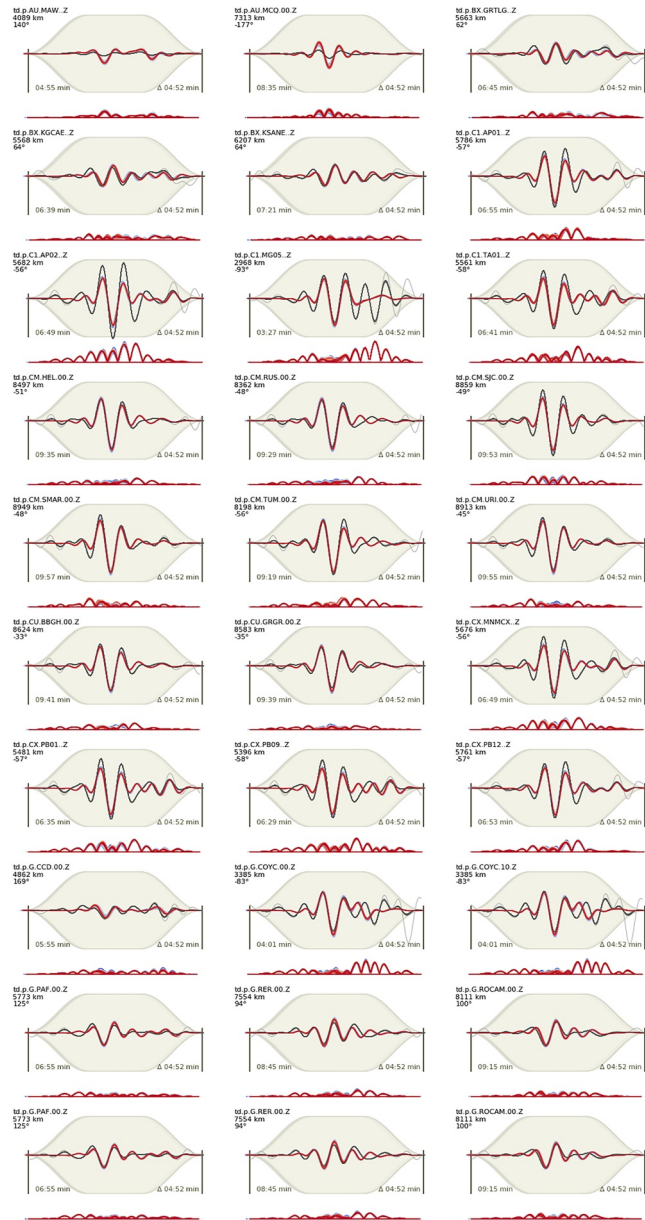 td.p.AU.MAW..Z
4089 km
140°
04:55 min
Δ 04:52 min
td.p.AU.MCQ.00.Z
7313 km
-177°
08:35 min
Δ 04:52 min
td.p.BX.GRTLG..Z
5663 km
62°
06:45 min
Δ 04:52 min
td.p.BX.KGCAE..Z
5568 km
64°
06:39 min
Δ 04:52 min
td.p.BX.KSANE..Z
6207 km
64°
07:21 min
Δ 04:52 min
td.p.C1.AP01..Z
5786 km
-57°
06:55 min
Δ 04:52 min
td.p.C1.AP02..Z
5682 km
-56°
06:49 min
Δ 04:52 min
td.p.C1.MG05..Z
2968 km
-93°
03:27 min
Δ 04:52 min
td.p.C1.TA01..Z
5561 km
-58°
06:41 min
Δ 04:52 min
td.p.CM.HEL.00.Z
8497 km
-51°
09:35 min
Δ 04:52 min
td.p.CM.RUS.00.Z
8362 km
-48°
09:29 min
Δ 04:52 min
td.p.CM.SJC.00.Z
8859 km
-49°
09:53 min
Δ 04:52 min
td.p.CM.SMAR.00.Z
8949 km
-48°
09:57 min
Δ 04:52 min
td.p.CM.TUM.00.Z
8198 km
-56°
09:19 min
Δ 04:52 min
td.p.CM.URI.00.Z
8913 km
-45°
09:55 min
Δ 04:52 min
td.p.CU.BBGH.00.Z
8624 km
-33°
09:41 min
Δ 04:52 min
td.p.CU.GRGR.00.Z
8583 km
-35°
09:39 min
Δ 04:52 min
td.p.CX.MNMCX..Z
5676 km
-56°
06:49 min
Δ 04:52 min
td.p.CX.PB01..Z
5481 km
-57°
06:35 min
Δ 04:52 min
td.p.CX.PB09..Z
5396 km
-58°
06:29 min
Δ 04:52 min
td.p.CX.PB12..Z
5761 km
-57°
06:53 min
Δ 04:52 min
td.p.G.CCD.00.Z
4862 km
169°
05:55 min
Δ 04:52 min
td.p.G.COYC.00.Z
3385 km
-83°
04:01 min
Δ 04:52 min
td.p.G.COYC.10.Z
3385 km
-83°
04:01 min
Δ 04:52 min
td.p.G.PAF.00.Z
5773 km
125°
06:55 min
Δ 04:52 min
td.p.G.RER.00.Z
7554 km
94°
08:45 min
Δ 04:52 min
td.p.G.ROCAM.00.Z
8111 km
100°
09:15 min
Δ 04:52 min
td.p.G.PAF.00.Z
5773 km
125°
06:55 min
Δ 04:52 min
td.p.G.RER.00.Z
7554 km
94°
08:45 min
Δ 04:52 min
td.p.G.ROCAM.00.Z
8111 km
100°
09:15 min
Δ 04:52 min